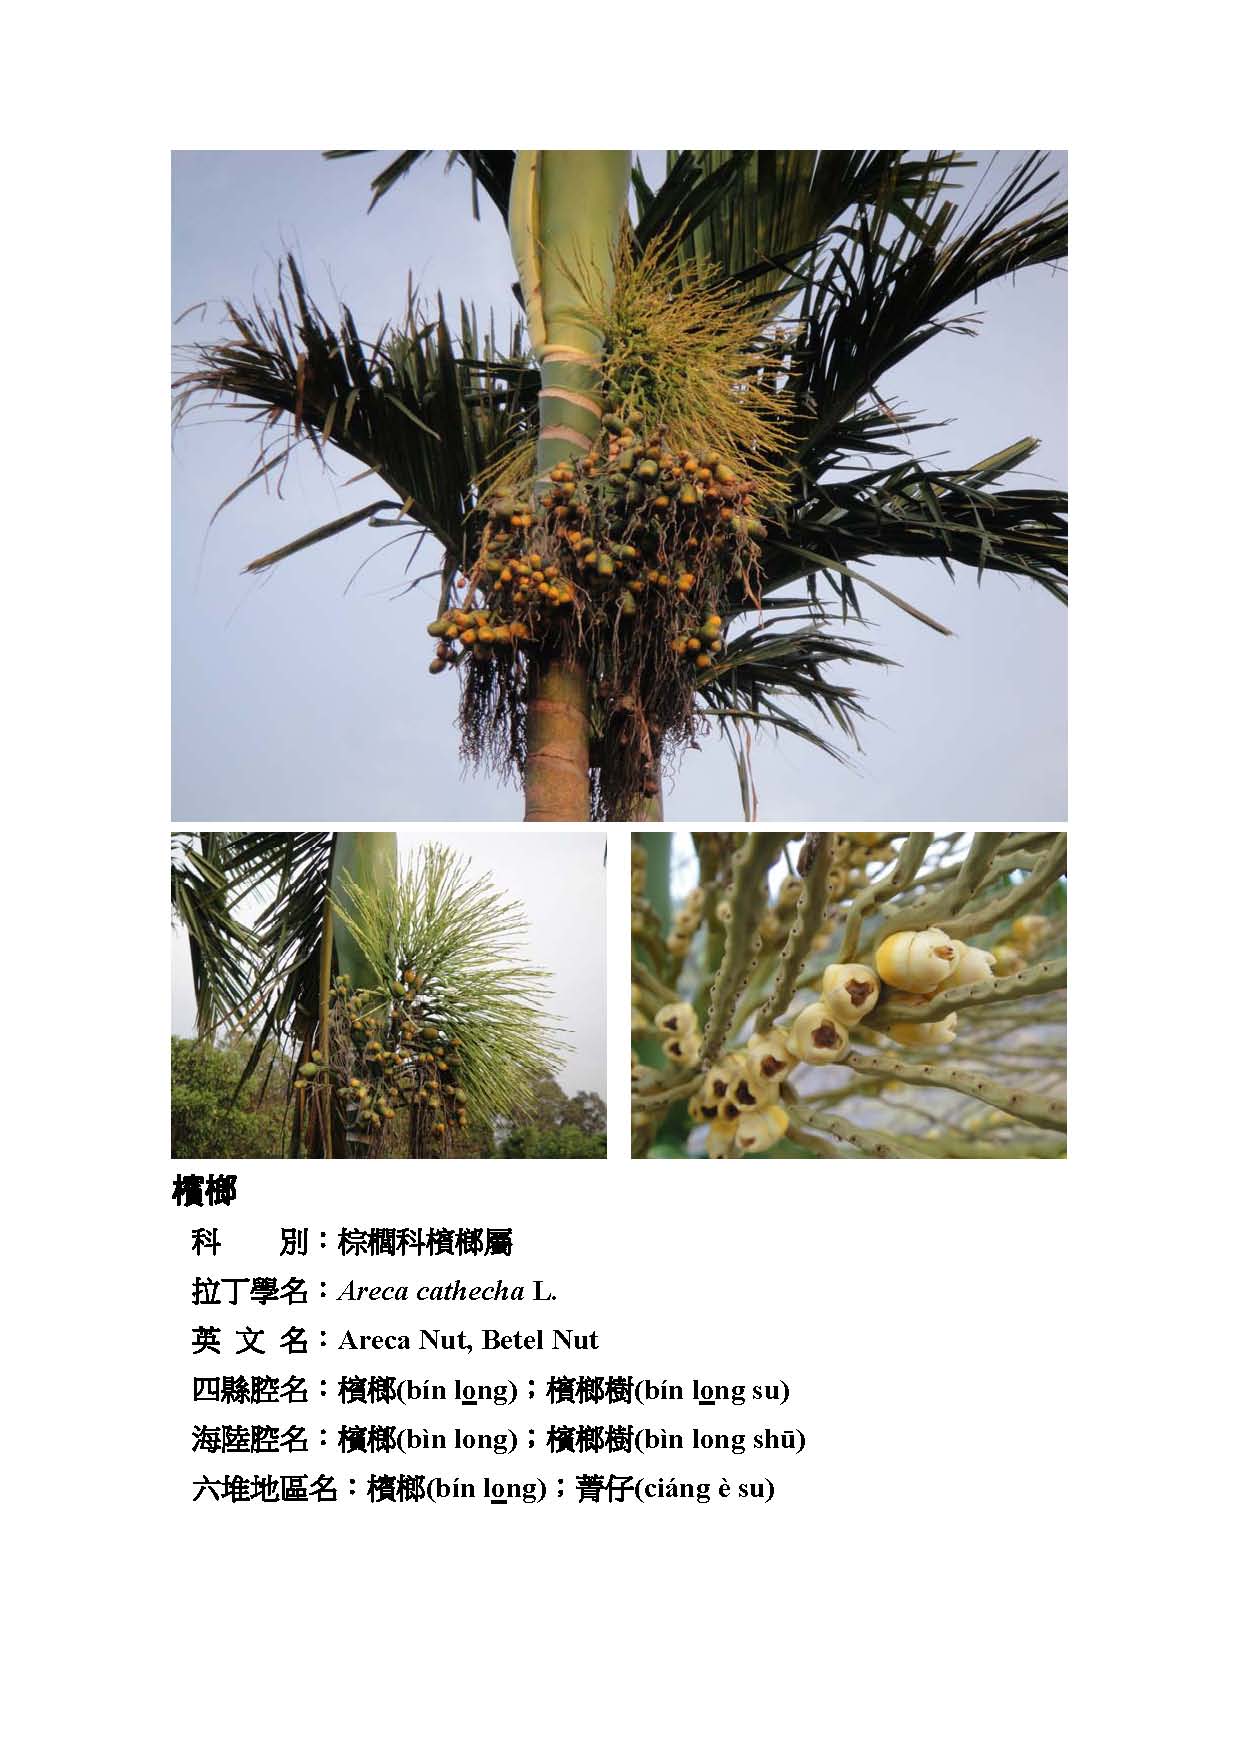 檳榔
科　　別：棕櫚科檳榔屬
拉丁學名：Areca cathecha L.
英 文 名：Areca Nut, Betel Nut
四縣腔名：檳榔(bín long)；檳榔樹(bín long su)
海陸腔名：檳榔(bìn long)；檳榔樹(bìn long shū)
六堆地區名：檳榔(bín long)；菁仔(ciáng è su)